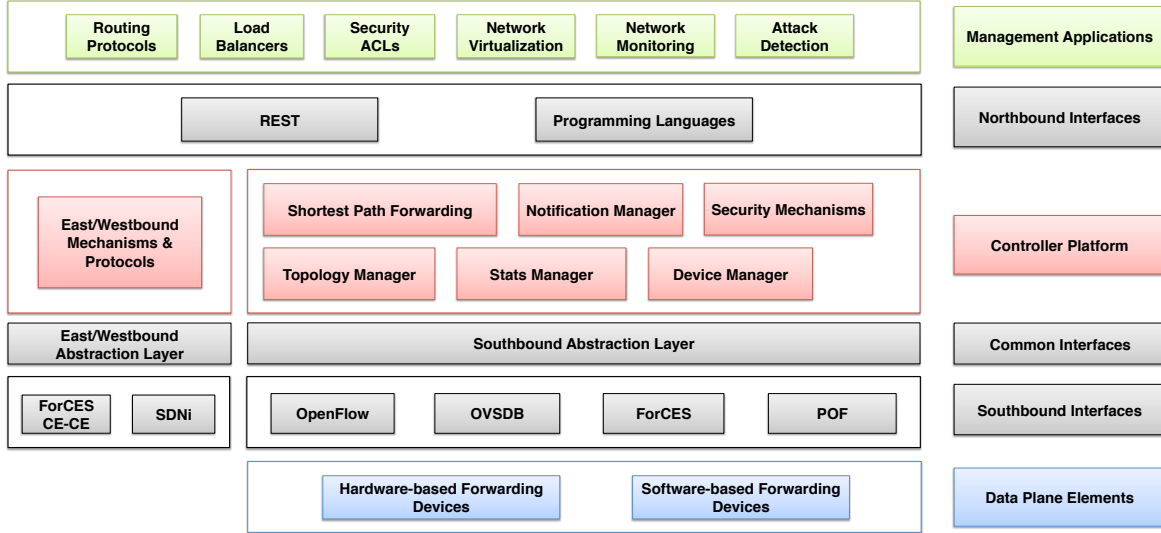 Routing
Protocols
Load
Balancers
Security
ACLs
Network
Virtualization
Network
Monitoring
Attack
Detection
Management Applications
REST
Programming Languages
Northbound Interfaces
East/Westbound
Mechanisms &
Protocols
Shortest Path Forwarding
Notification Manager
Security Mechanisms
Topology Manager
Stats Manager
Device Manager
Controller Platform
East/Westbound
Abstraction Layer
Southbound Abstraction Layer
Common Interfaces
ForCES
CE-CE
SDNi
OpenFlow
OVSDB
ForCES
POF
Southbound Interfaces
Hardware-based Forwarding
Devices
Software-based Forwarding
Devices
Data Plane Elements